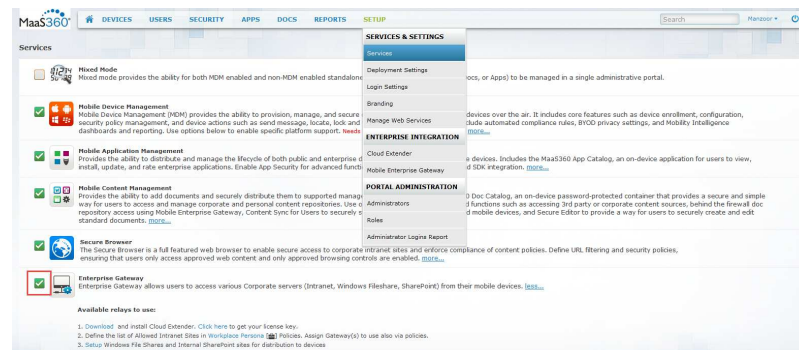 MaaS360 DEVICES USERS SECURITY APPS DOCS REPORTS SETUP Search Manzoor
Services
SERVICES & SETTINGS
Services
Deployment Settings
Login Settings
Branding
Manage Web Services
ENTERPRISE INTEGRATION
Cloud Extender
Mobile Enterprise Gateway
PORTAL ADMINISTRATION
Administrators
Roles
Administrator Logins Report
Mixed Mode
Mixed mode provides the ability for both MDM enabled and non-MDM enabled standalone ocs, or Apps) to be managed in a single administrative portal.
Mobile Device Management
Mobile Device Management (MDM) provides the ability to provision, manage, and secure devices over the air. It includes core features such as device enrollment, configuration,
security policy management, and device actions such as send message, locate, lock and clude automated compliance rules, BYOD privacy settings, and Mobility Intelligence
dashboards and reporting. Use options below to enable specific platform support. Needs more...
Mobile Application Management
Provides the ability to distribute and manage the lifecycle of both public and enterprise d e devices. Includes the MaaS360 App Catalog, an on-device application for users to view,
install, update, and rate enterprise applications. Enable App Security for advanced functi d SDK integration. more...
Mobile Content Management
Provides the ability to add documents and securely distribute them to supported manag 0 Doc Catalog, an on-device password-protected container that provides a secure and simple
way for users to access and manage corporate and personal content repositories. Use o d functions such as accessing 3rd party or corporate content sources, behind the firewall doc
repository access using Mobile Enterprise Gateway, Content Sync for Users to securely s d mobile devices, and Secure Editor to provide a way for users to securely create and edit
standard documents. more...
Secure Browser
The Secure Browser is a full featured web browser to enable secure access to corporate intranet sites and enforce compliance of content policies. Define URL filtering and security policies,
ensuring that users only access approved web content and only approved browsing controls are enabled. more...
Enterprise Gateway
Enterprise Gateway allows users to access various Corporate servers (Intranet, Windows Fileshare, SharePoint) from their mobile devices. less...
Available relays to use:
1. Download and install Cloud Extender. Click here to get your license key.
2. Define the list of Allowed Intranet Sites in Workplace Persona [ ] Policies. Assign Gateway(s) to use also via policies.
3. Setup Windows File Shares and Internal SharePoint sites for distribution to devices